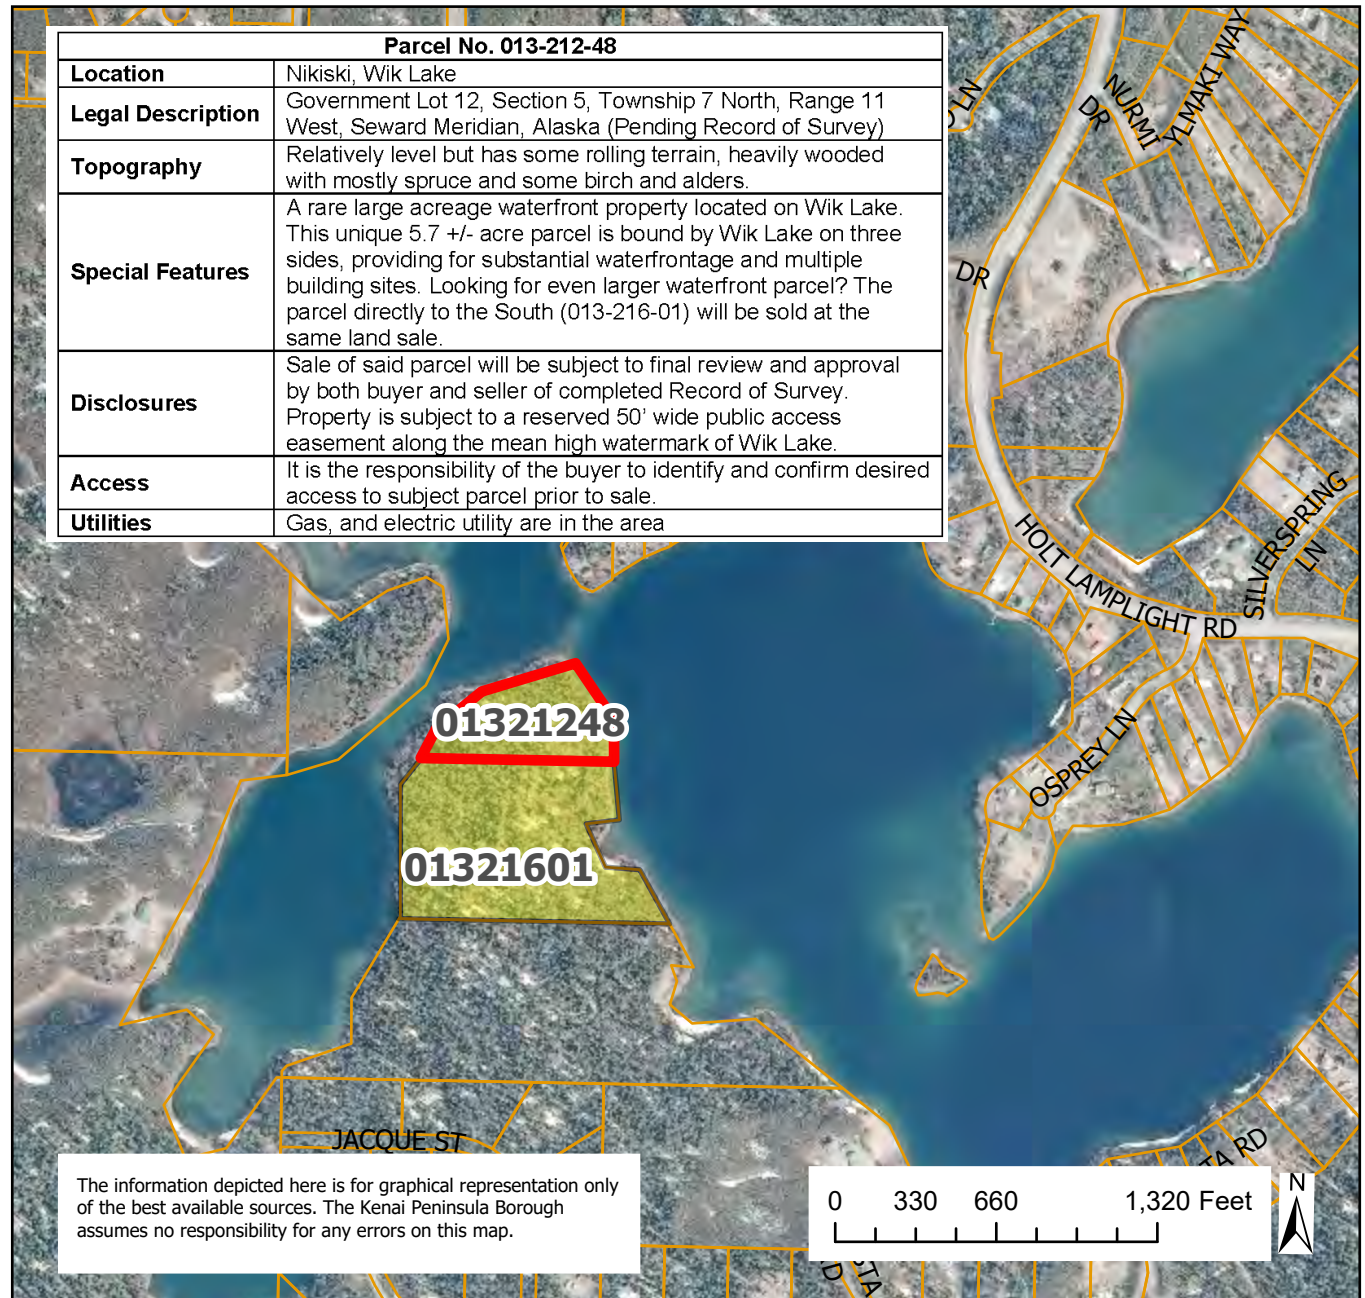 Parcel No. 013-212-48
Location Nikiski, Wik Lake
Legal Description Government Lot 12, Section 5, Township 7 North, Range 11
West, Seward Meridian, Alaska (Pending Record of Survey)
Topography Relatively level but has some rolling terrain, heavily wooded
with mostly spruce and some birch and alders.
Special Features A rare large acreage waterfront property located on Wik Lake.
This unique 5.7 +/- acre parcel is bound by Wik Lake on three
sides, providing for substantial waterfrontage and multiple
building sites. Looking for even larger waterfront parcel? The
parcel directly to the South (013-216-01) will be sold at the
same land sale.
Disclosures Sale of said parcel will be subject to final review and approval
by both buyer and seller of completed Record of Survey.
Property is subject to a reserved 50' wide public access
easement along the mean high watermark of Wik Lake.
Access It is the responsibility of the buyer to identify and confirm desired
access to subject parcel prior to sale.
Utilities Gas, and electric utility are in the area
LN
NURMI
DR
YLMAKI WAY
DR
HOLT LAMPLIGHT RD
SILVERSPRING
LN
OSPREY LN
01321248
01321601
JACQUE ST
TA RD
D
STA
The information depicted here is for graphical representation only
of the best available sources. The Kenai Peninsula Borough
assumes no responsibility for any errors on this map.
0 330 660 1,320 Feet
N